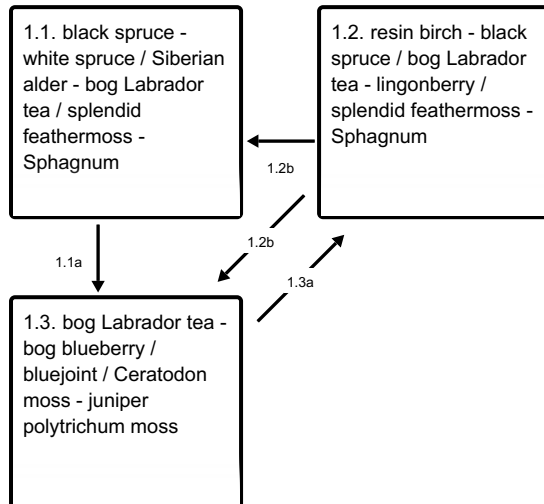 1.1. black spruce -
white spruce / Siberian
alder - bog Labrador
tea / splendid
feathermoss -
Sphagnum
1.2. resin birch - black
spruce / bog Labrador
tea - lingonberry /
splendid feathermoss -
Sphagnum
1.2b
1.2b
1.1a
1.3a
1.3. bog Labrador tea -
bog blueberry /
bluejoint / Ceratodon
moss - juniper
polytrichum moss